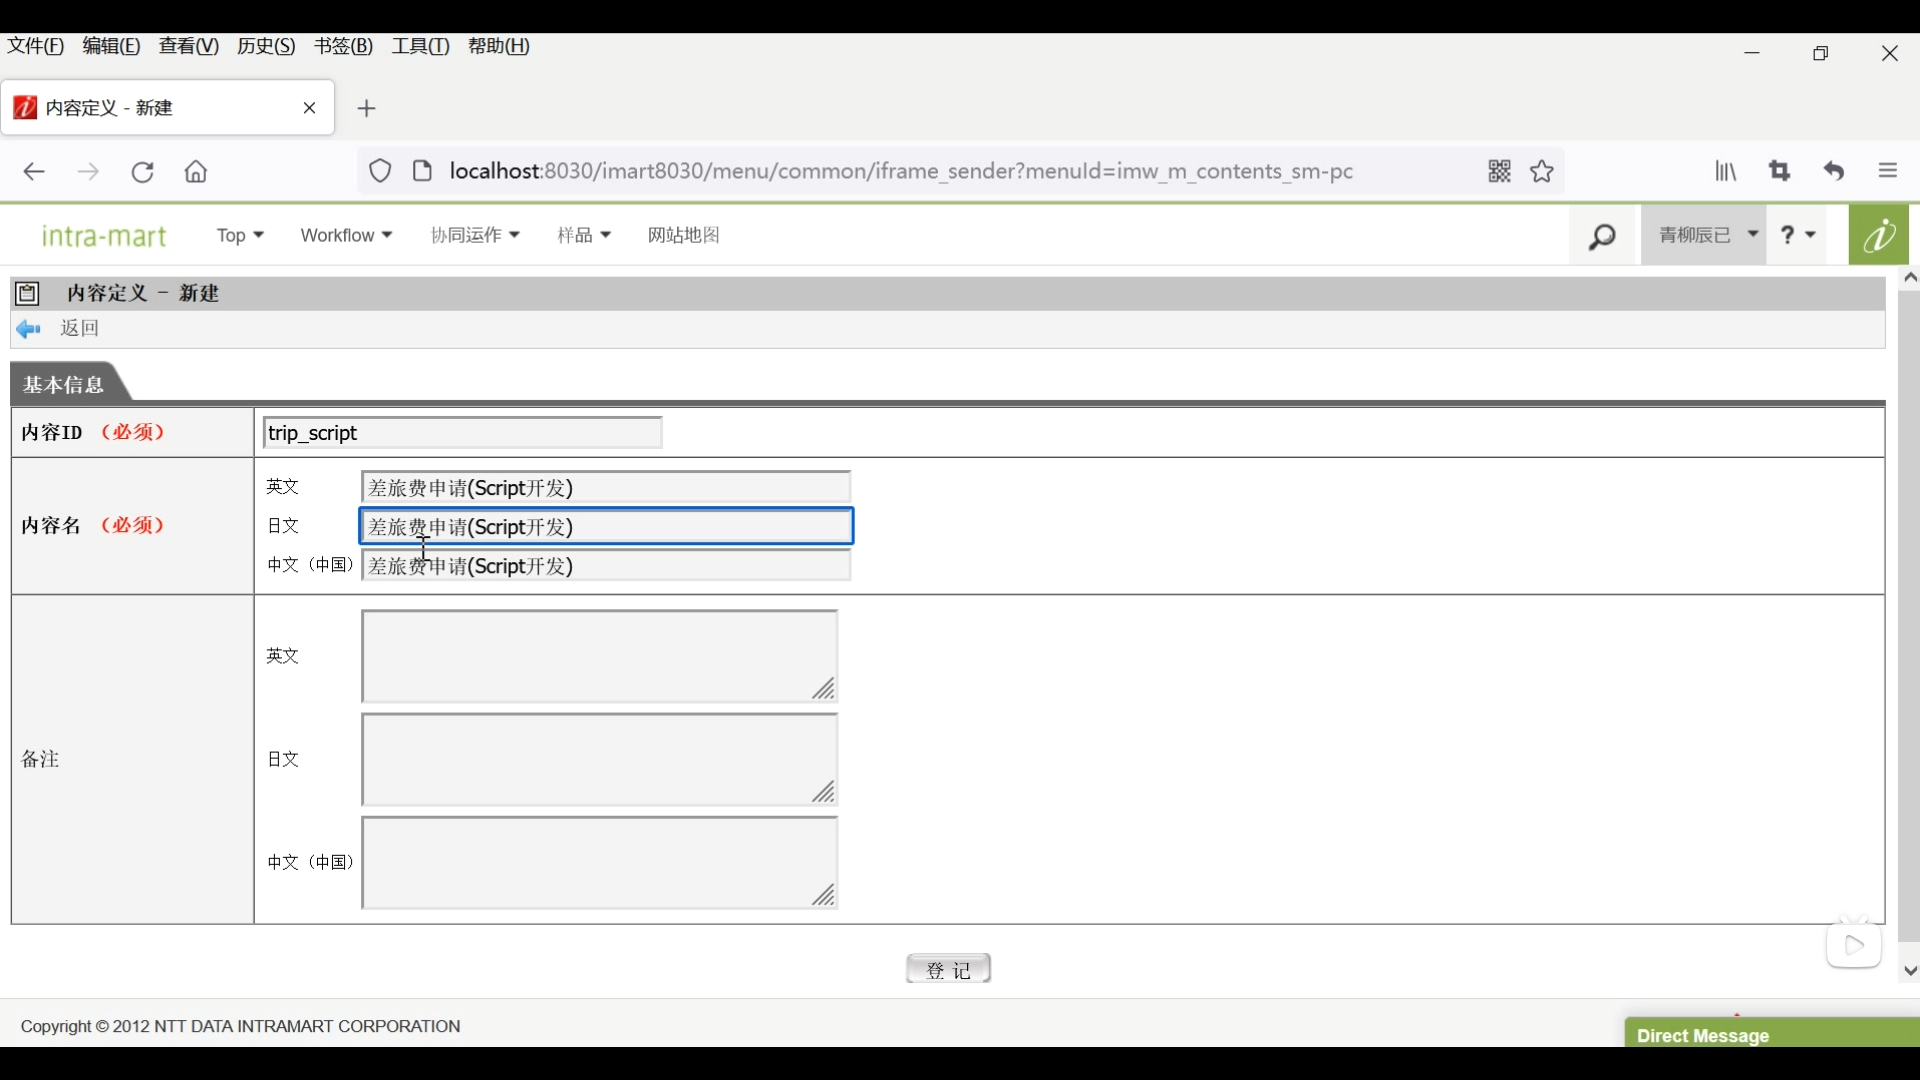 文件(F) 编辑(E) 查看(V) 历史(S) 书签(B) 工具(T) 帮助(H)
内容定义 - 新建
localhost:8030/imart8030/menu/common/iframe_sender?menuId=imw_m_contents_sm-pc
intra-mart Top Workflow 协同运作 样品 网站地图 青柳辰已 ?
内容定义 - 新建
返回
基本信息
内容ID （必须） trip_script
英文 差旅费申请(Script开发)
内容名 （必须） 日文 差旅费申请(Script开发)
中文（中国） 差旅费申请(Script开发)
英文
备注 日文
中文（中国）
登 记
Copyright © 2012 NTT DATA INTRAMART CORPORATION
Direct Message